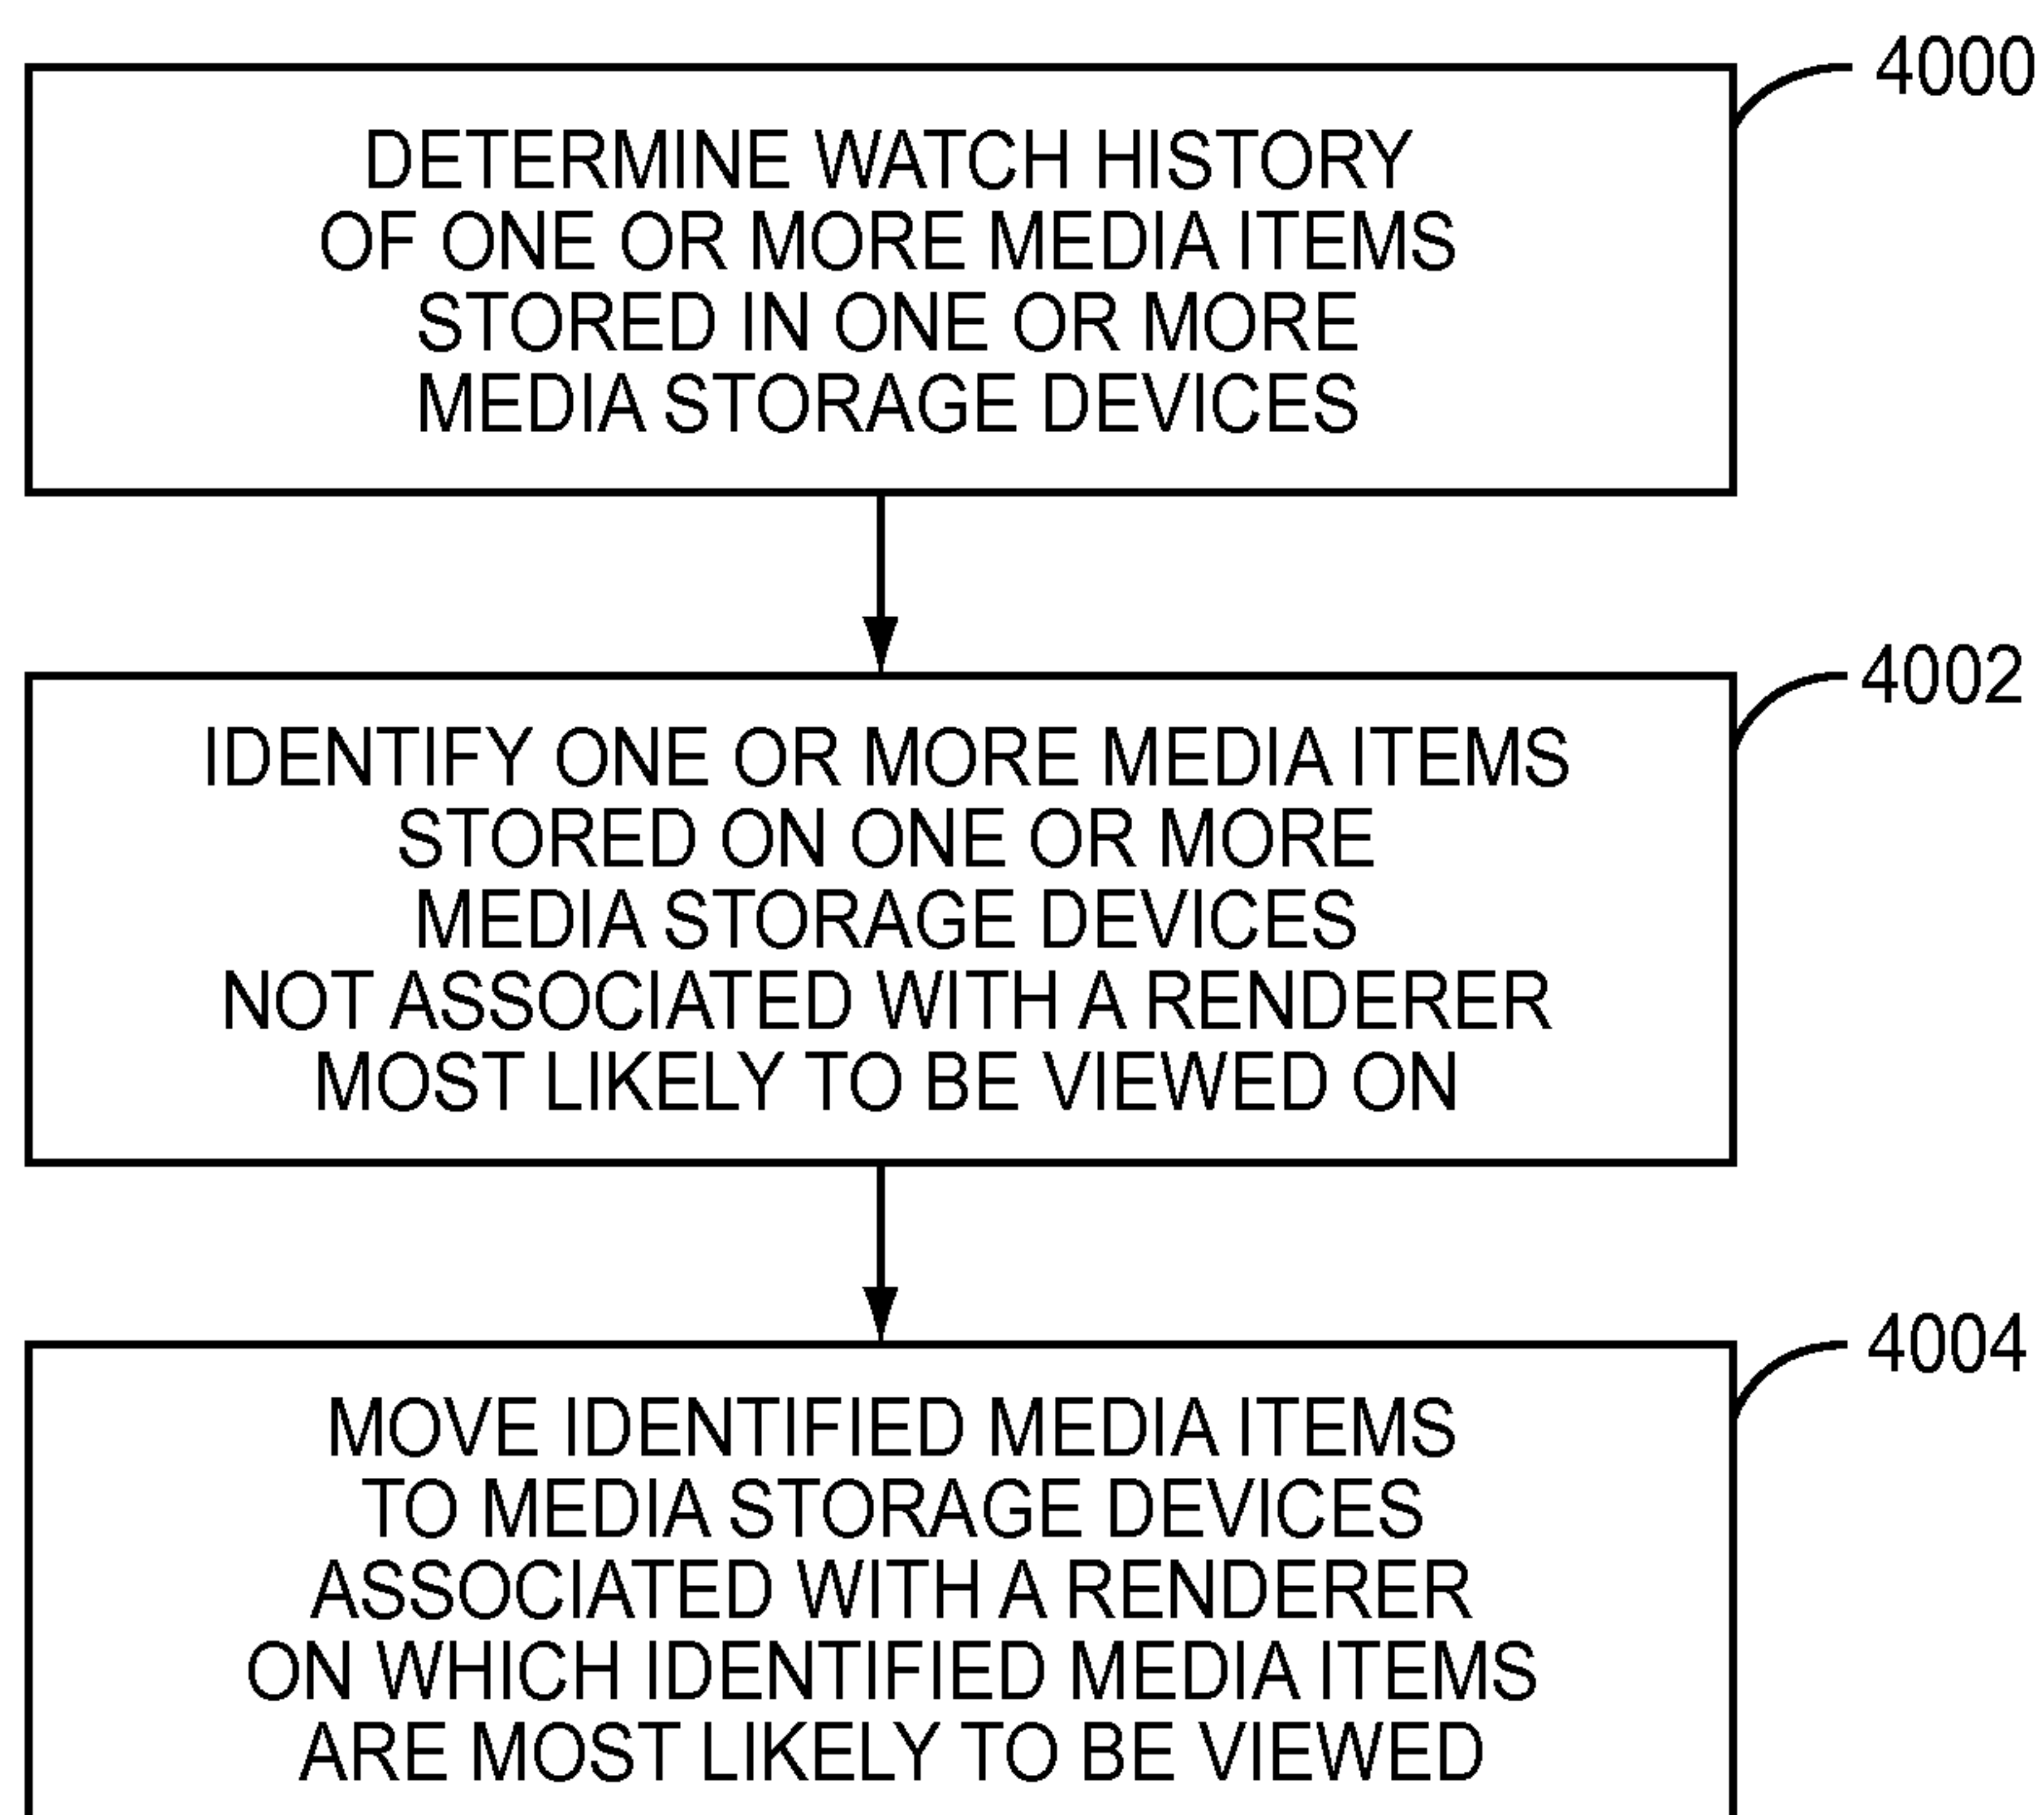 4000
DETERMINE WATCH HISTORY
OF ONE OR MORE MEDIA ITEMS
STORED IN ONE OR MORE
MEDIA STORAGE DEVICES
4002
IDENTIFY ONE OR MORE MEDIA ITEMS
STORED ON ONE OR MORE
MEDIA STORAGE DEVICES
NOT ASSOCIATED WITH A RENDERER
MOST LIKELY TO BE VIEWED ON
4004
MOVE IDENTIFIED MEDIA ITEMS
TO MEDIA STORAGE DEVICES
ASSOCIATED WITH A RENDERER
ON WHICH IDENTIFIED MEDIA ITEMS
ARE MOST LIKELY TO BE VIEWED